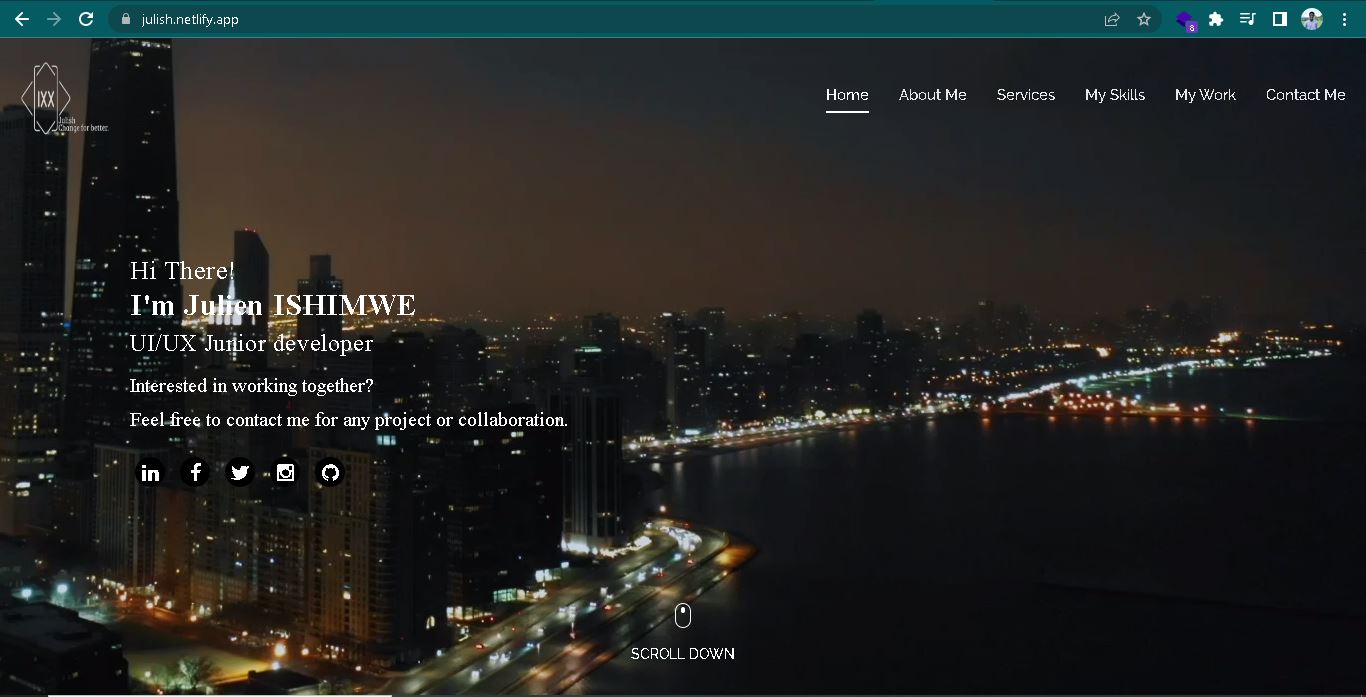 julish.netlify.app
8
IXX
Julish
Change for better.
Home About Me Services My Skills My Work Contact Me
Hi There!
I'm Julien ISHIMWE
UI/UX Junior developer
Interested in working together?
Feel free to contact me for any project or collaboration.
SCROLL DOWN